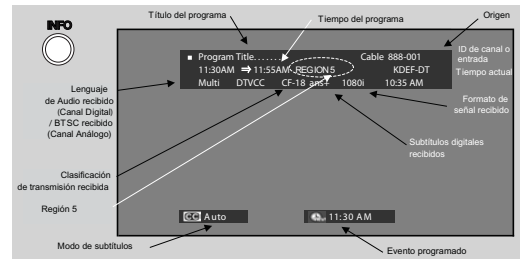 INFO
Título del programa
Tiempo del programa
Origen
Program Title.......
Cable 888-001
11:30AM ➔ 11:55AM
REGION 5
KDEF-DT
Multi DTVCC CF-18 ans+ 1080i 10:35 AM
ID de canal o
entrada
Tiempo actual
Formato de
señal recibido
Subtítulos digitales
recibidos
Lenguaje
de Audio recibido
(Canal Digital)
/ BTSC recibido
(Canal Análogo)
Clasificación
de transmisión recibida
Región 5
CC Auto
11:30 AM
Modo de subtítulos
Evento programado